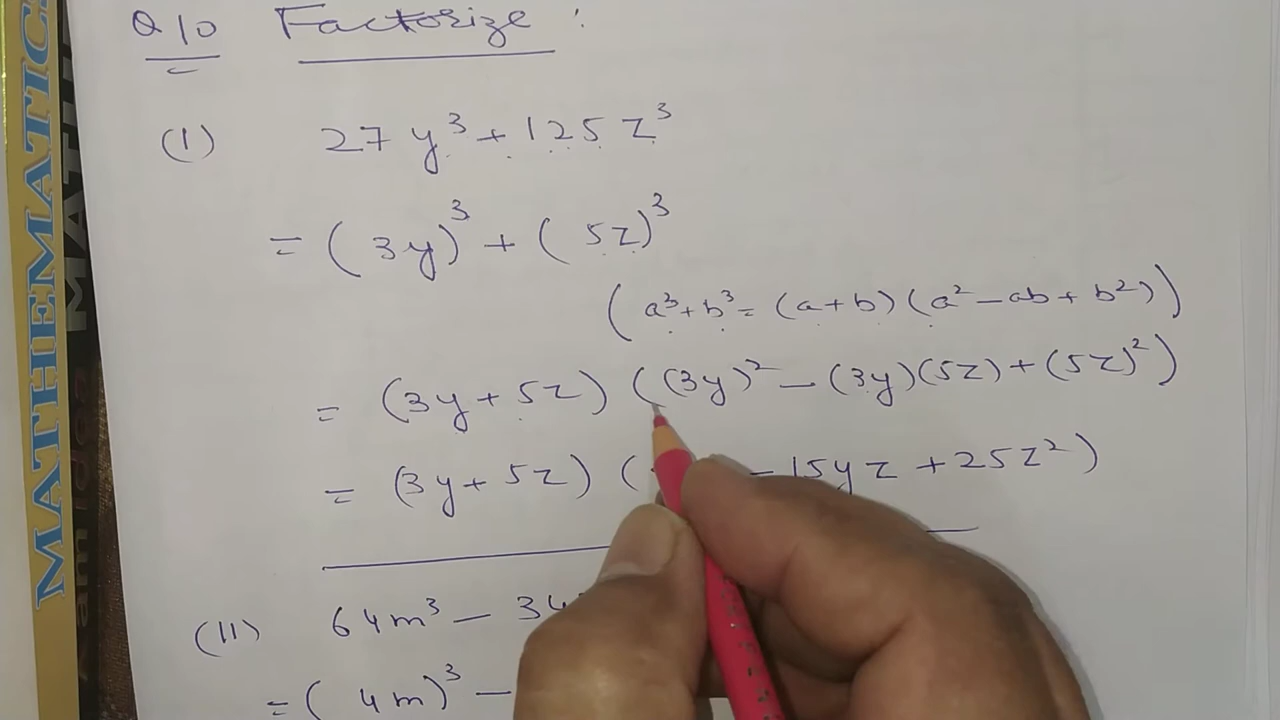 Q10 Factorize :
(I) 27y³ + 125z³
= (3y)³ + (5z)³
(a³+b³ = (a+b)(a²-ab+b²))
= (3y+5z) ((3y)² - (3y)(5z) + (5z)²)
= (3y+5z) ( - 15yz + 25z²)
(II) 64m³ - 34
= (4m)³ -
MATHEMATICS